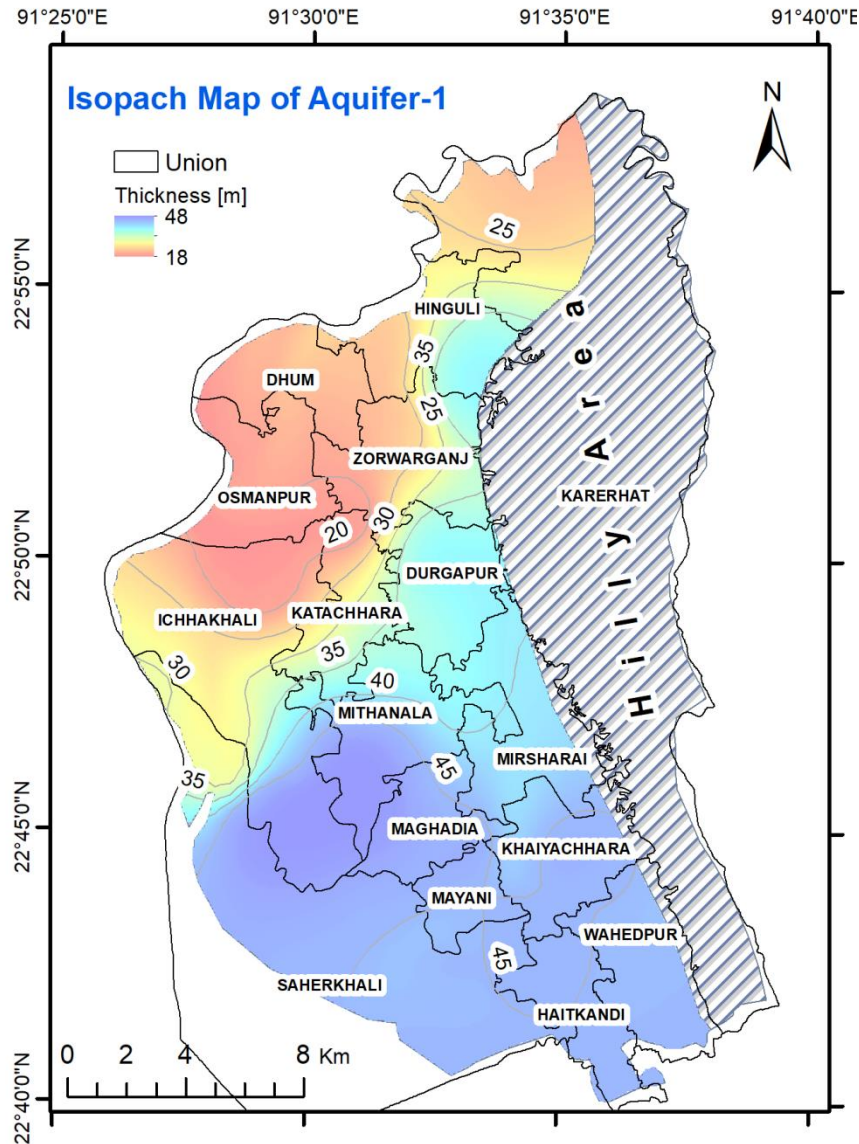 91°25'0"E 91°30'0"E 91°35'0"E 91°40'0"E
Isopach Map of Aquifer-1
N
Union
Thickness [m]
48
18
25
22°55'0"N
HINGULI
35
DHUM
25
ZORWARGANJ
OSMANPUR
KARERHAT
Hilly Area
20
30
22°50'0"N
DURGAPUR
ICHHAKHALI
KATACHHARA
35
30
40
MITHANALA
MIRSHARAI
45
35
22°45'0"N
MAGHADIA
KHAIYACHHARA
MAYANI
WAHEDPUR
45
SAHERKHALI
HAITKANDI
0 2 4 8 Km
22°40'0"N